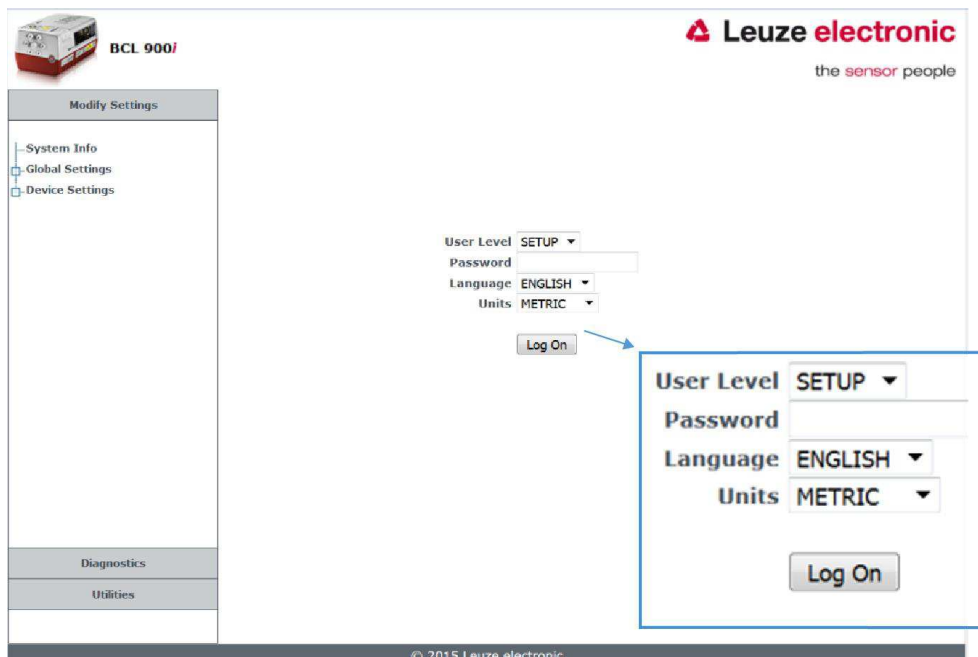 BCL 900i
Leuze electronic
the sensor people
Modify Settings
System Info
Global Settings
Device Settings
User Level SETUP
Password
Language ENGLISH
Units METRIC
Log On
User Level SETUP
Password
Language ENGLISH
Units METRIC
Log On
Diagnostics
Utilities
© 2015 Leuze electronic